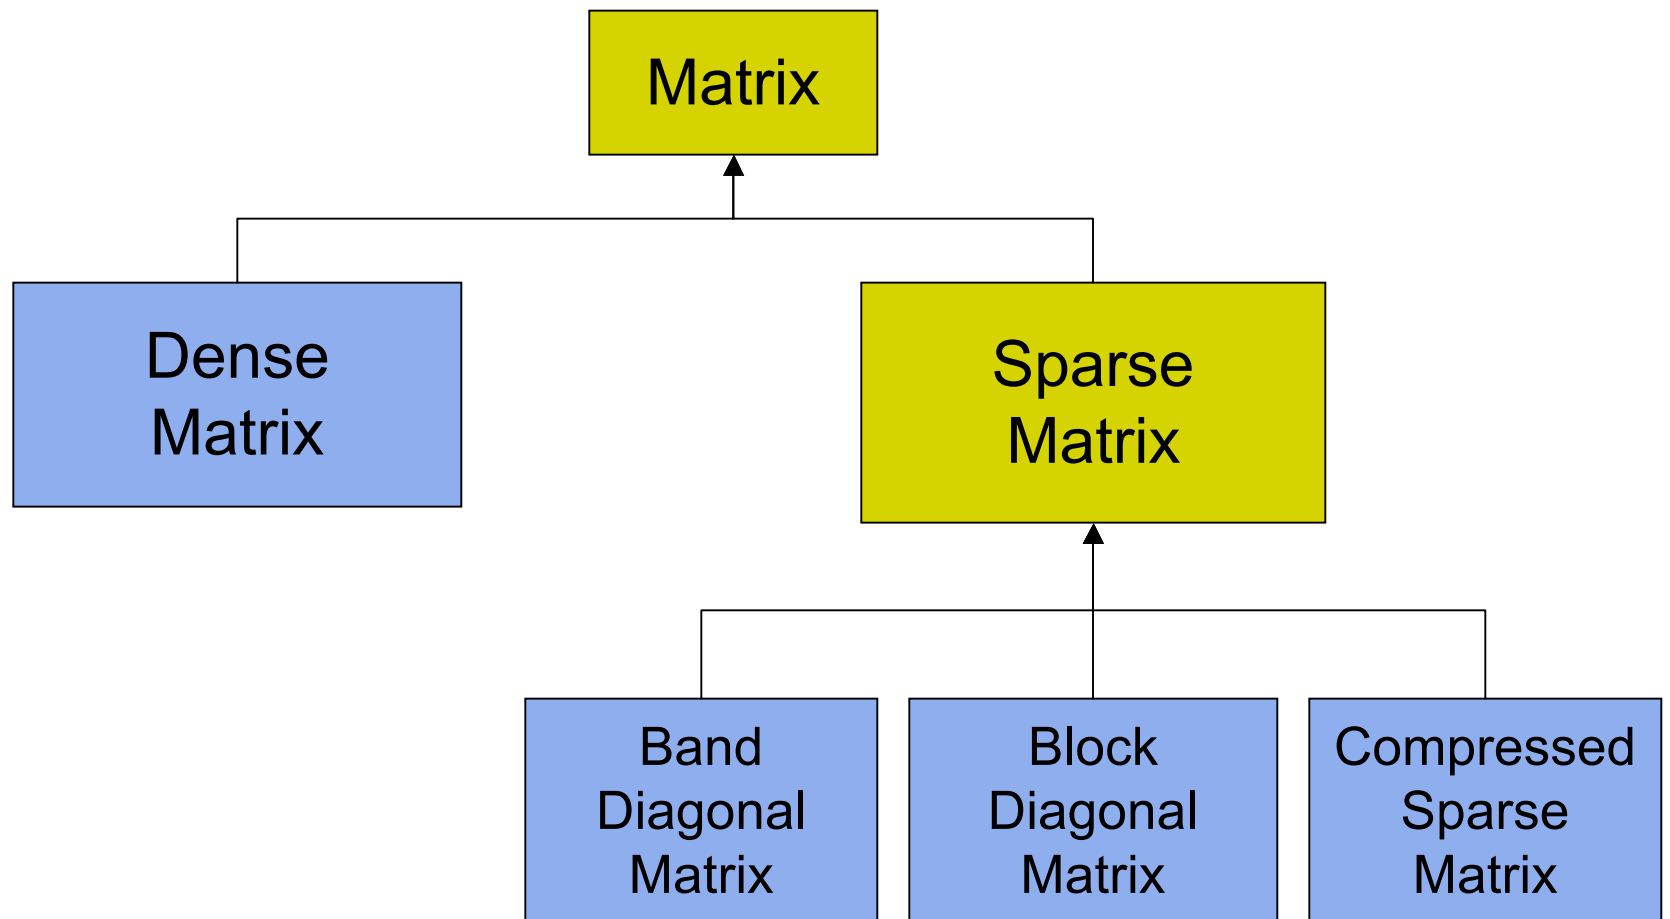 Matrix
Dense
Matrix
Sparse
Matrix
Band
Diagonal
Matrix
Block
Diagonal
Matrix
Compressed
Sparse
Matrix